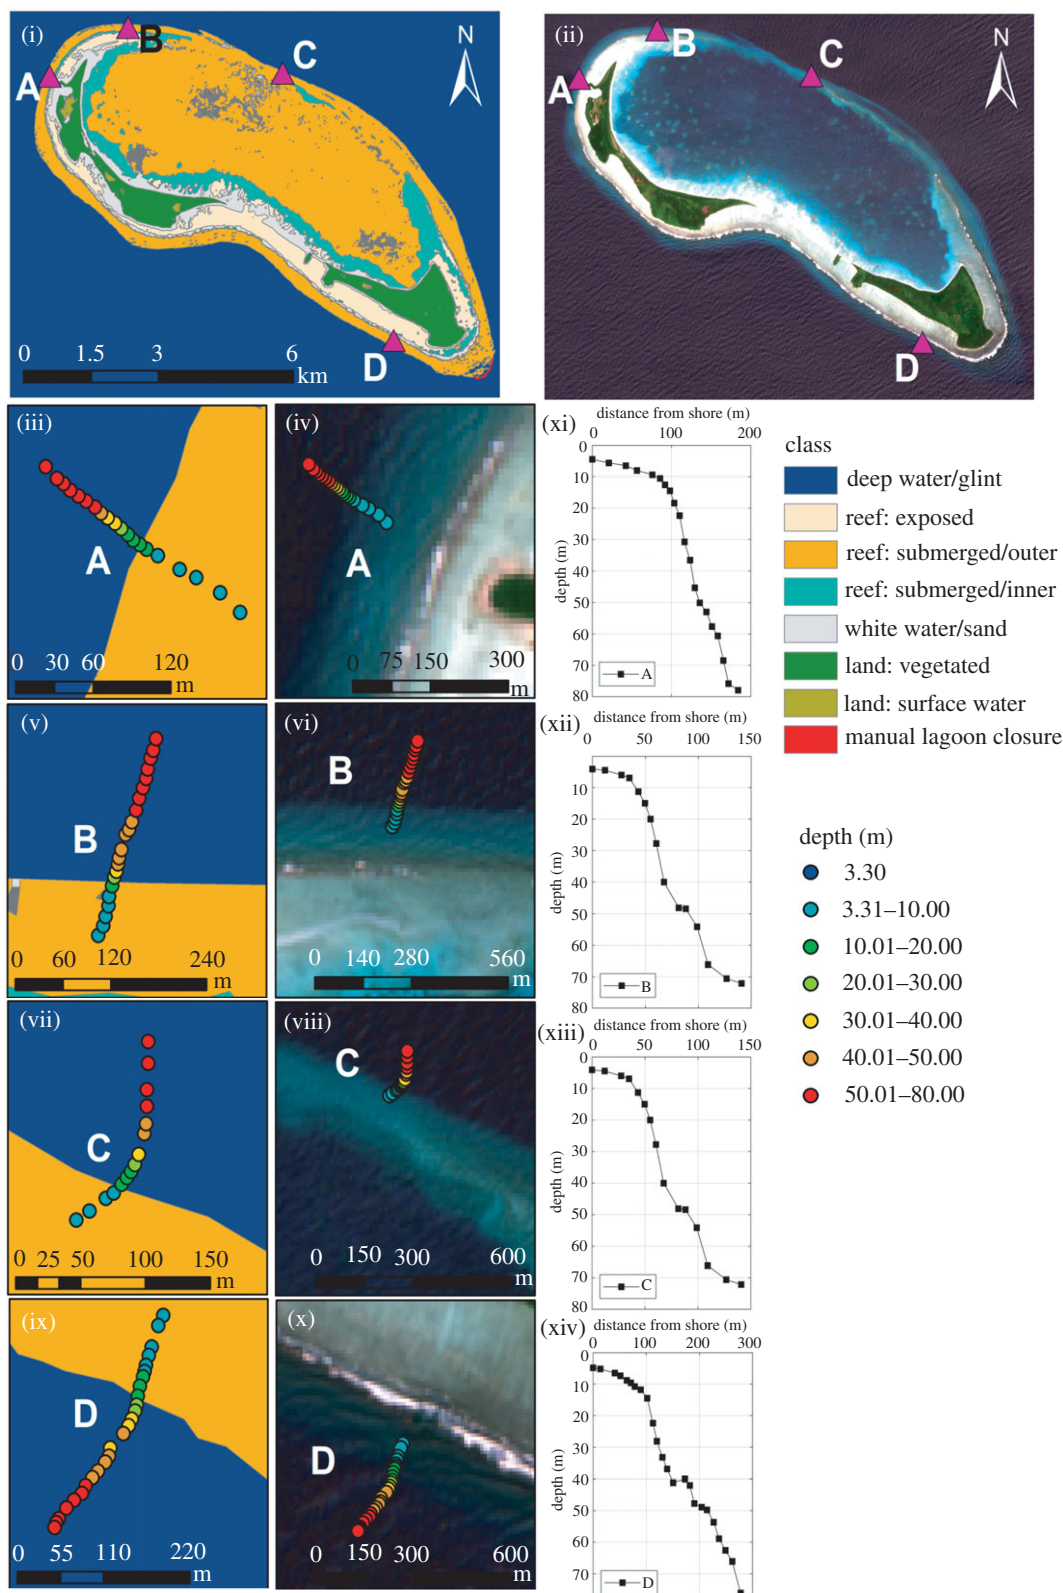 (i)
A
B
C
D
N
0 1.5 3 6
km
(ii)
A
B
C
D
N
(iii)
A
0 30 60 120
m
(iv)
A
0 75 150 300
m
(xi)
distance from shore (m)
0 100 200
0
10
20
30
40
50
60
70
80
depth (m)
A
class
deep water/glint
reef: exposed
reef: submerged/outer
reef: submerged/inner
white water/sand
land: vegetated
land: surface water
manual lagoon closure
(v)
B
0 60 120 240
m
(vi)
B
0 140 280 560
m
(xii)
distance from shore (m)
0 50 100 150
0
10
20
30
40
50
60
70
80
depth (m)
B
depth (m)
3.30
3.31–10.00
10.01–20.00
20.01–30.00
30.01–40.00
40.01–50.00
50.01–80.00
(vii)
C
0 25 50 100 150
m
(viii)
C
0 150 300 600
m
(xiii)
distance from shore (m)
0 50 100 150
0
10
20
30
40
50
60
70
80
depth (m)
C
(ix)
D
0 55 110 220
m
(x)
D
0 150 300 600
m
(xiv)
distance from shore (m)
0 100 200 300
0
10
20
30
40
50
60
70
depth (m)
D